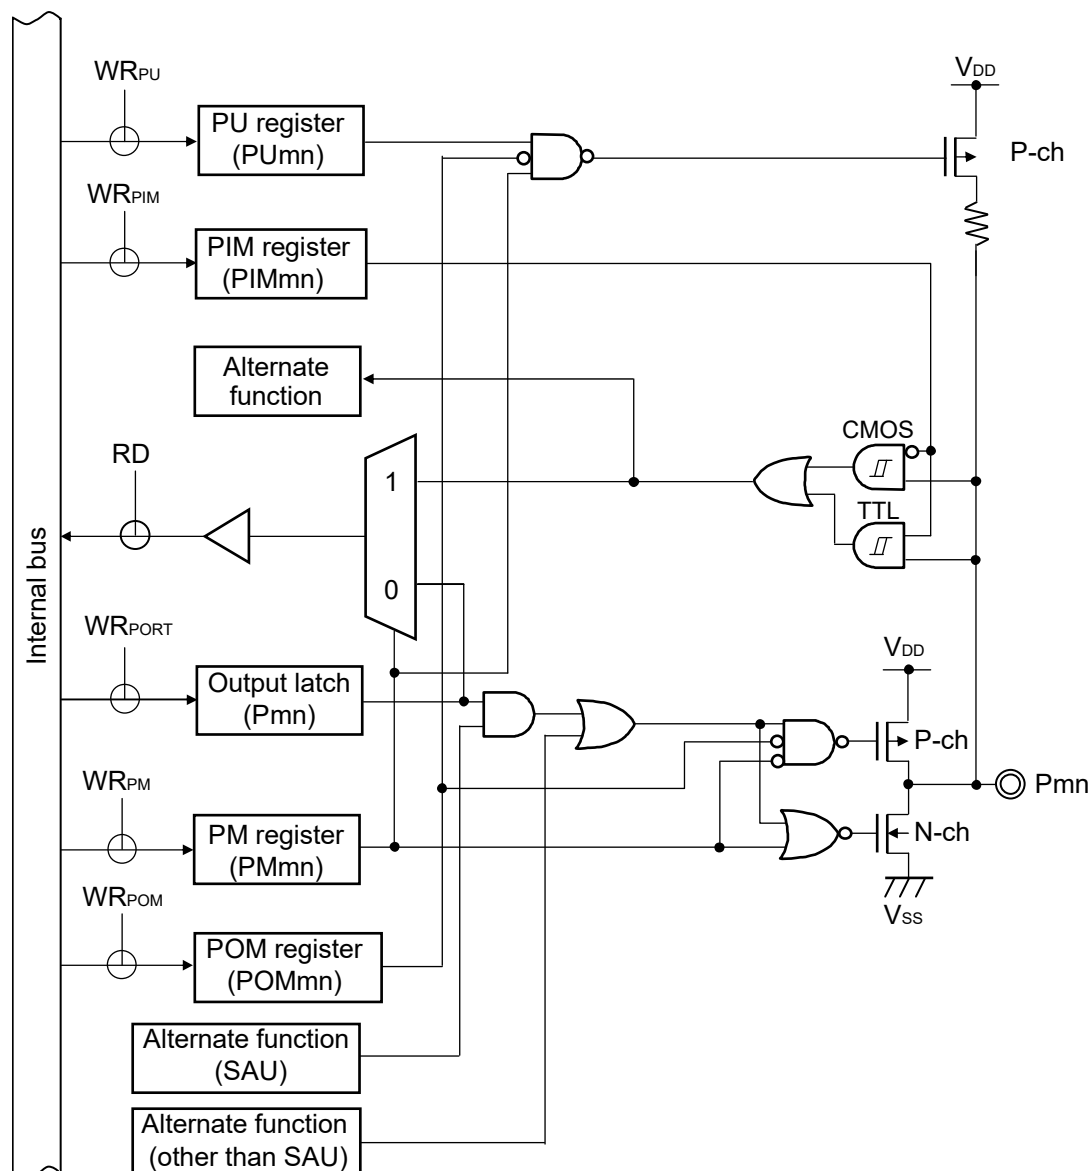 WRPU
PU register
(PUmn)
VDD
P-ch
WRPIM
PIM register
(PIMmn)
Alternate
function
CMOS
RD
1
TTL
0
Internal bus
WRPORT
Output latch
(Pmn)
VDD
P-ch
Pmn
WRPM
PM register
(PMmn)
N-ch
VSS
WRPOM
POM register
(POMmn)
Alternate function
(SAU)
Alternate function
(other than SAU)